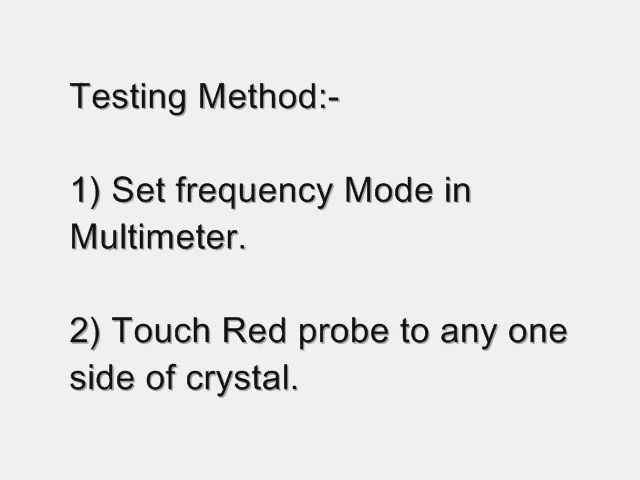 Testing Method:-
1) Set frequency Mode in
Multimeter.
2) Touch Red probe to any one
side of crystal.